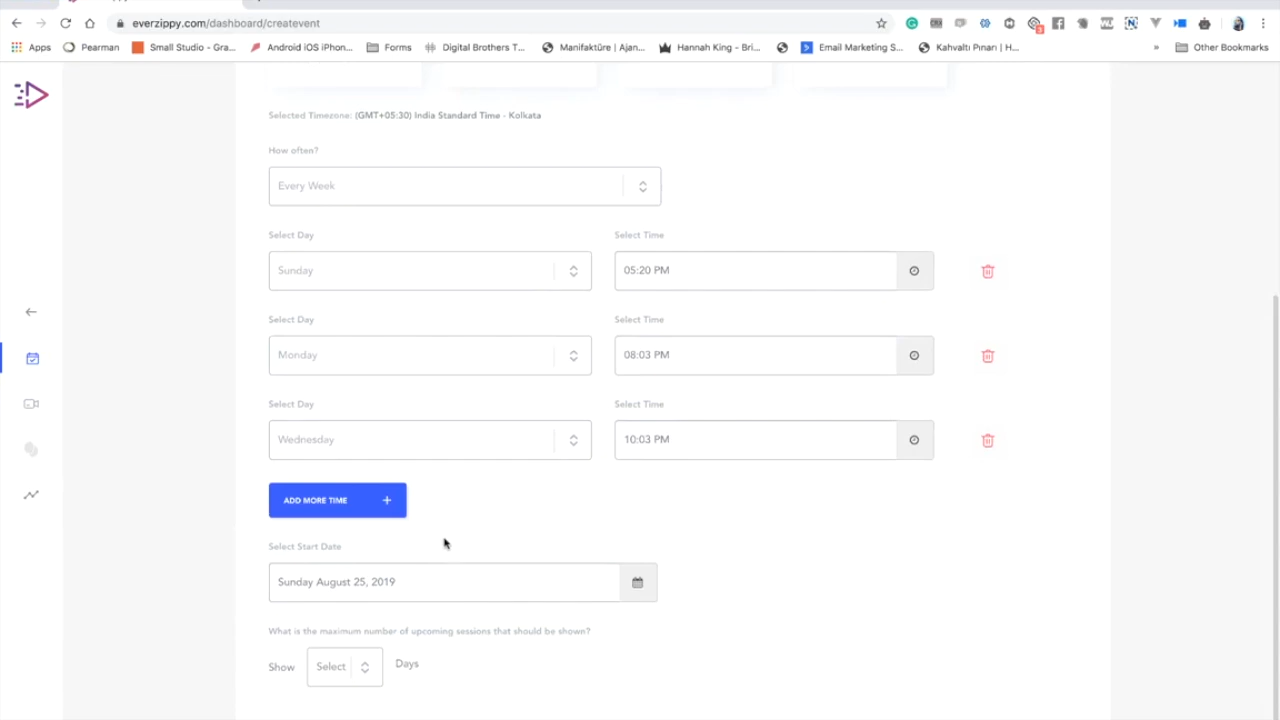 everzippy.com/dashboard/createvent
3
Apps Pearman Small Studio - Gra... Android iOS iPhon... Forms Digital Brothers T... Manifaktüre | Ajan... Hannah King - Bri... Email Marketing S... Kahvaltı Pınarı | H... » Other Bookmarks
Selected Timezone: (GMT+05:30) India Standard Time - Kolkata
How often?
Every Week
Select Day Select Time
Sunday 05:20 PM
Select Day Select Time
Monday 08:03 PM
Select Day Select Time
Wednesday 10:03 PM
ADD MORE TIME +
Select Start Date
Sunday August 25, 2019
What is the maximum number of upcoming sessions that should be shown?
Show Select Days